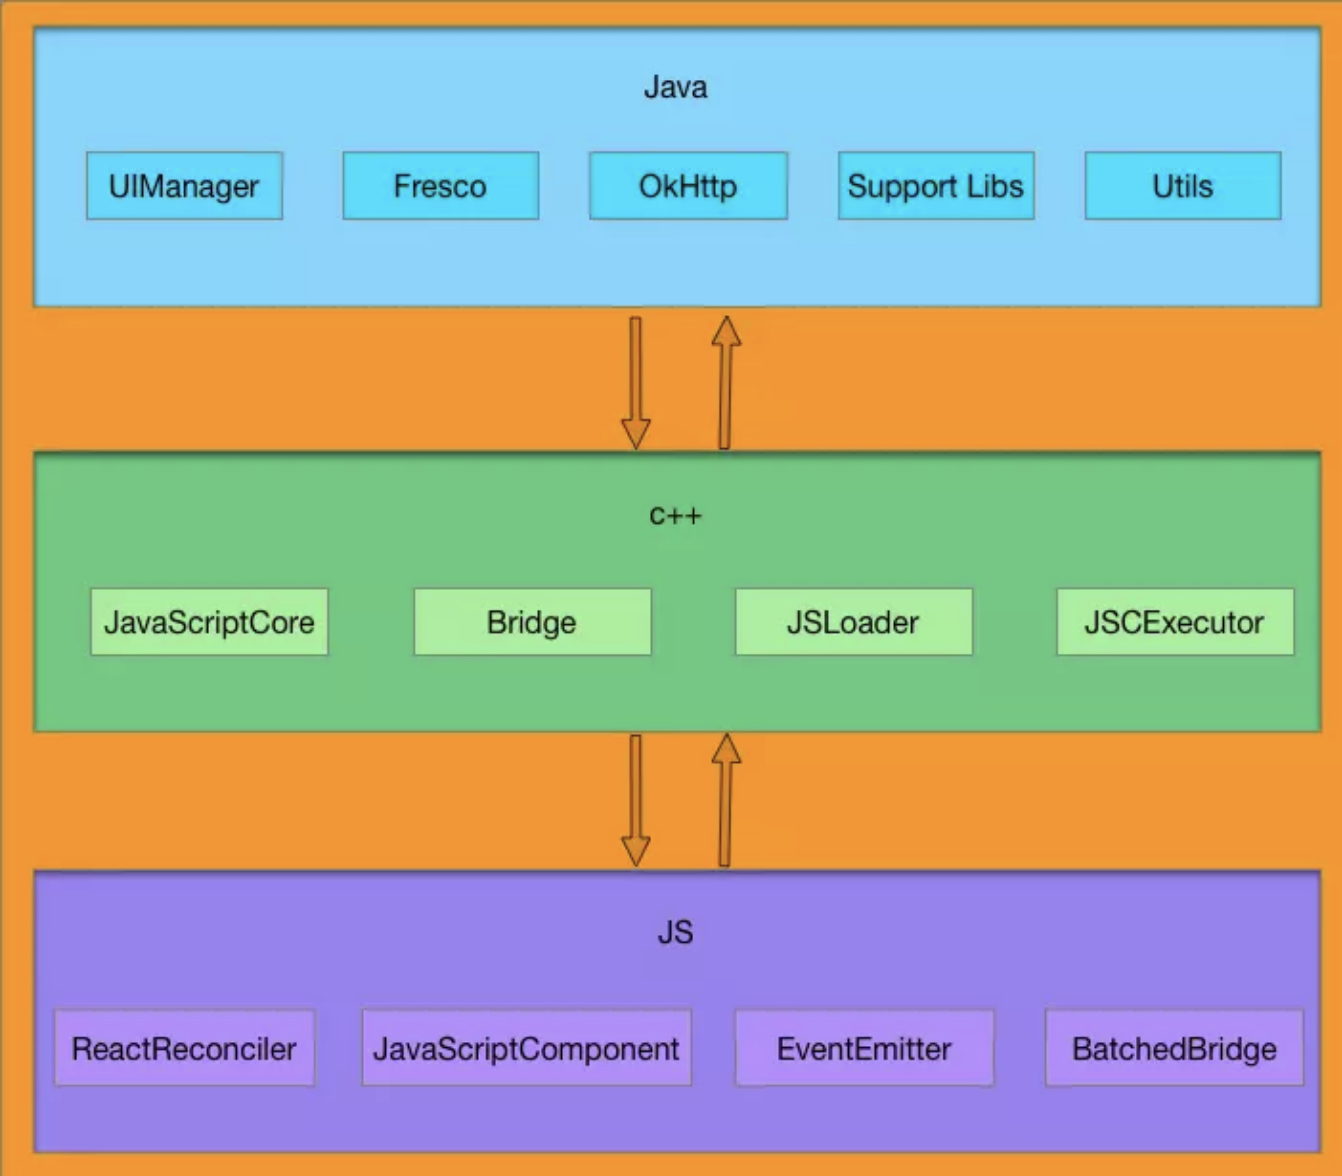 Java
UIManager Fresco OkHttp Support Libs Utils
c++
JavaScriptCore Bridge JSLoader JSCExecutor
JS
ReactReconciler JavaScriptComponent EventEmitter BatchedBridge